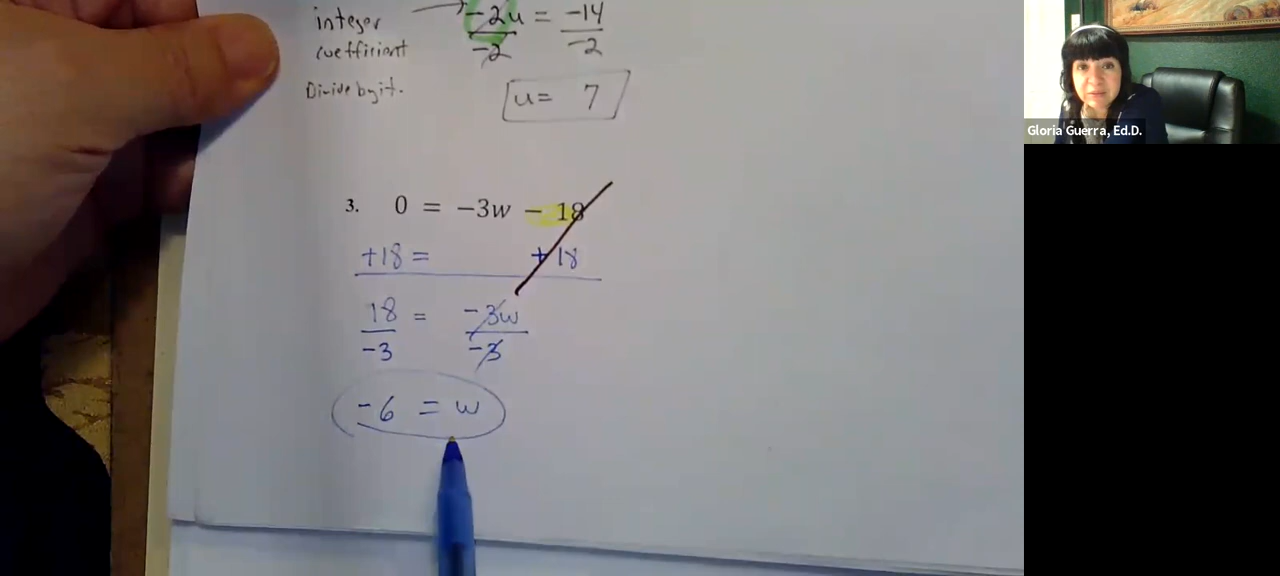 integer
coefficient
Divide by it.
-2u = -14
-2 -2
u = 7
3. 0 = −3w − 18
+18 = +18
18 = -3w
-3 -3
-6 = w
Gloria Guerra, Ed.D.